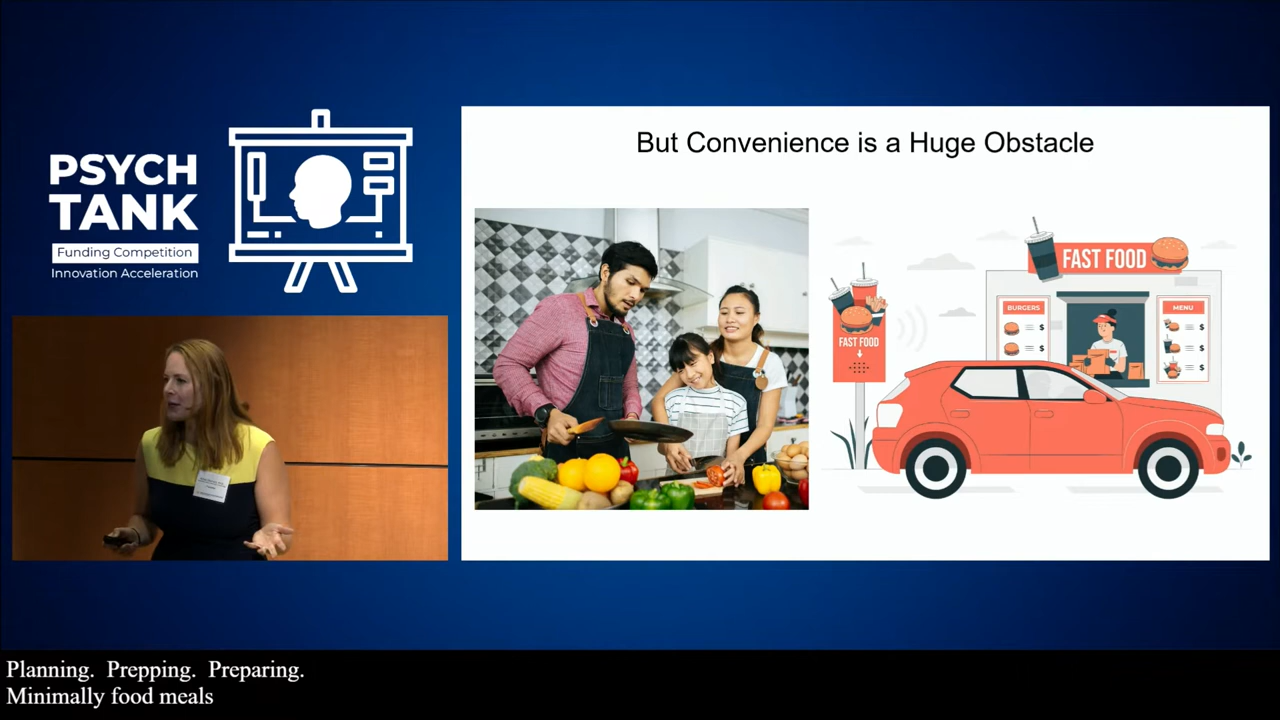 PSYCH
TANK
Funding Competition
Innovation Acceleration
But Convenience is a Huge Obstacle
FAST FOOD
BURGERS
$
$
MENU
$
$
$
FAST FOOD
Planning. Prepping. Preparing.
Minimally food meals